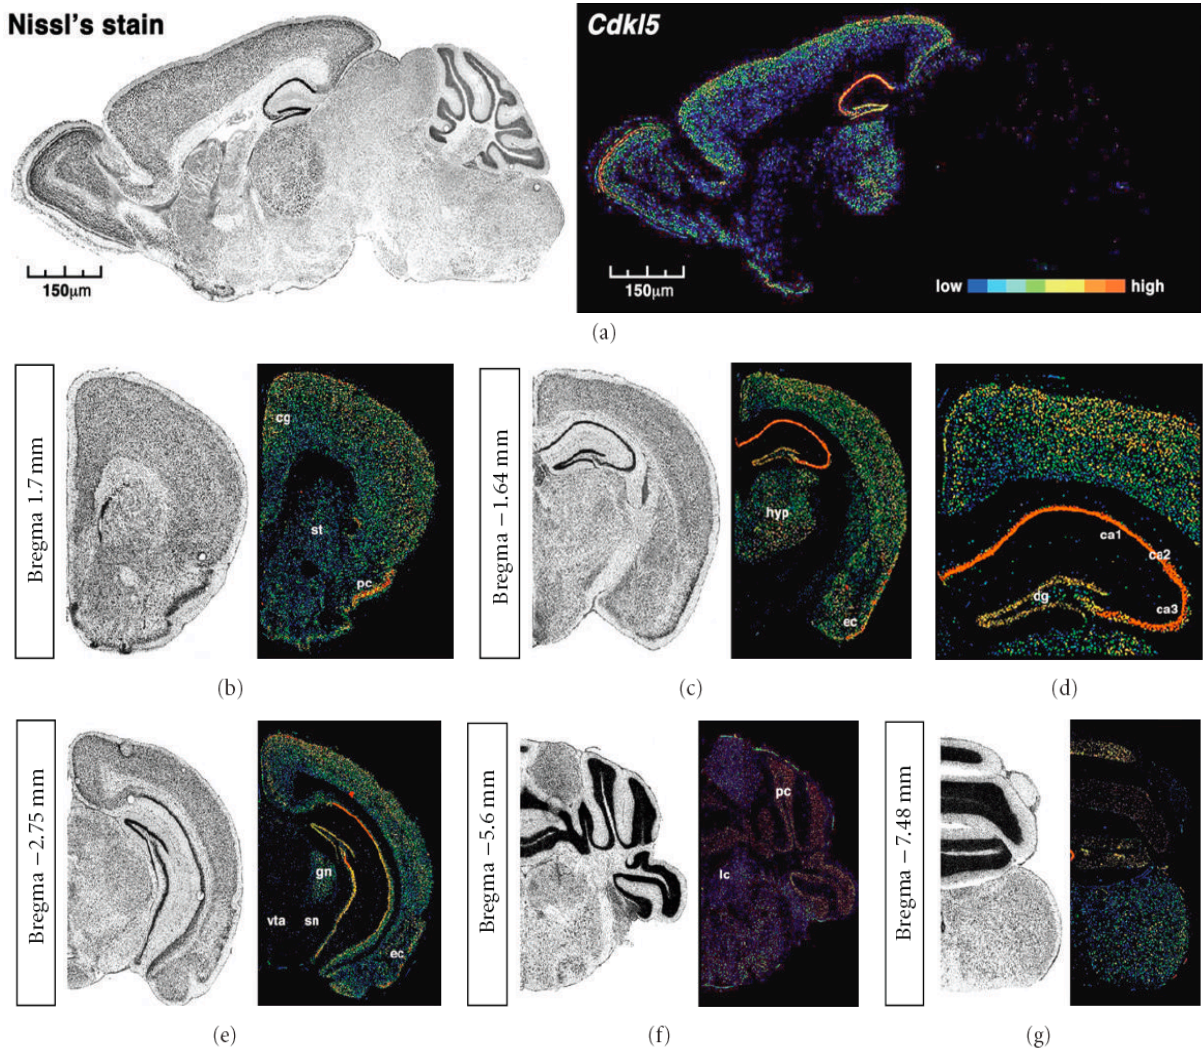 Nissl's stain
Cdkl5
150μm
150μm
low
high
(a)
Bregma 1.7 mm
cg
st
pc
Bregma −1.64 mm
hyp
ec
ca1
ca2
ca3
dg
(b)
(c)
(d)
Bregma −2.75 mm
gn
vta
sn
ec
Bregma −5.6 mm
pc
lc
Bregma −7.48 mm
(e)
(f)
(g)